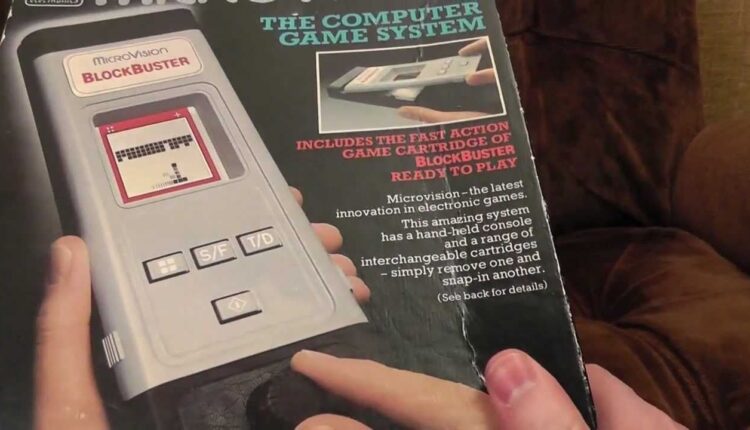 ELECTRONICS
THE COMPUTER
GAME SYSTEM
MICROVISION
BLOCKBUSTER
INCLUDES THE FAST ACTION
GAME CARTRIDGE OF
BLOCKBUSTER
READY TO PLAY
Microvision – the latest
innovation in electronic games.
This amazing system
has a hand-held console
and a range of
interchangeable cartridges
– simply remove one and
snap-in another.
(See back for details)
S/F
T/D